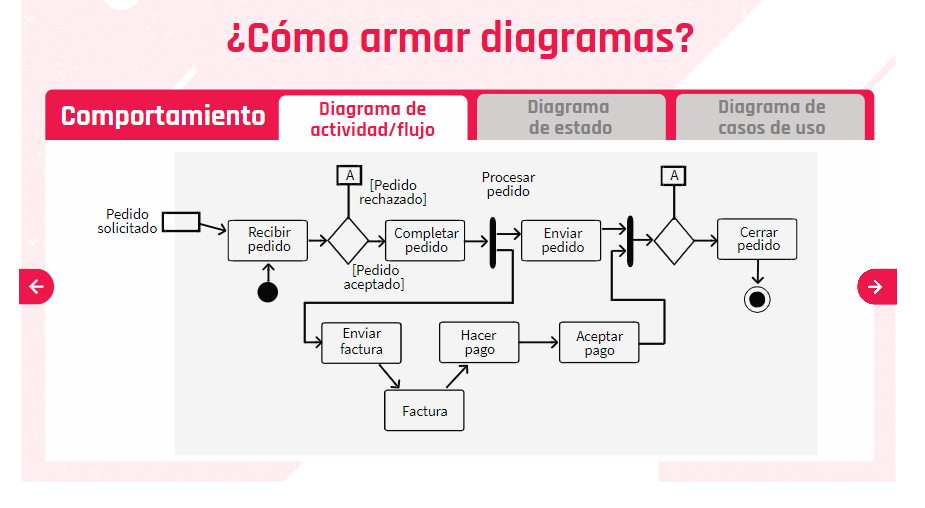 ¿Cómo armar diagramas?
Comportamiento
Diagrama de
actividad/flujo
Diagrama
de estado
Diagrama de
casos de uso
A
[Pedido
rechazado]
Procesar
pedido
A
Pedido
solicitado
Recibir
pedido
Completar
pedido
Enviar
pedido
Cerrar
pedido
[Pedido
aceptado]
Enviar
factura
Hacer
pago
Aceptar
pago
Factura